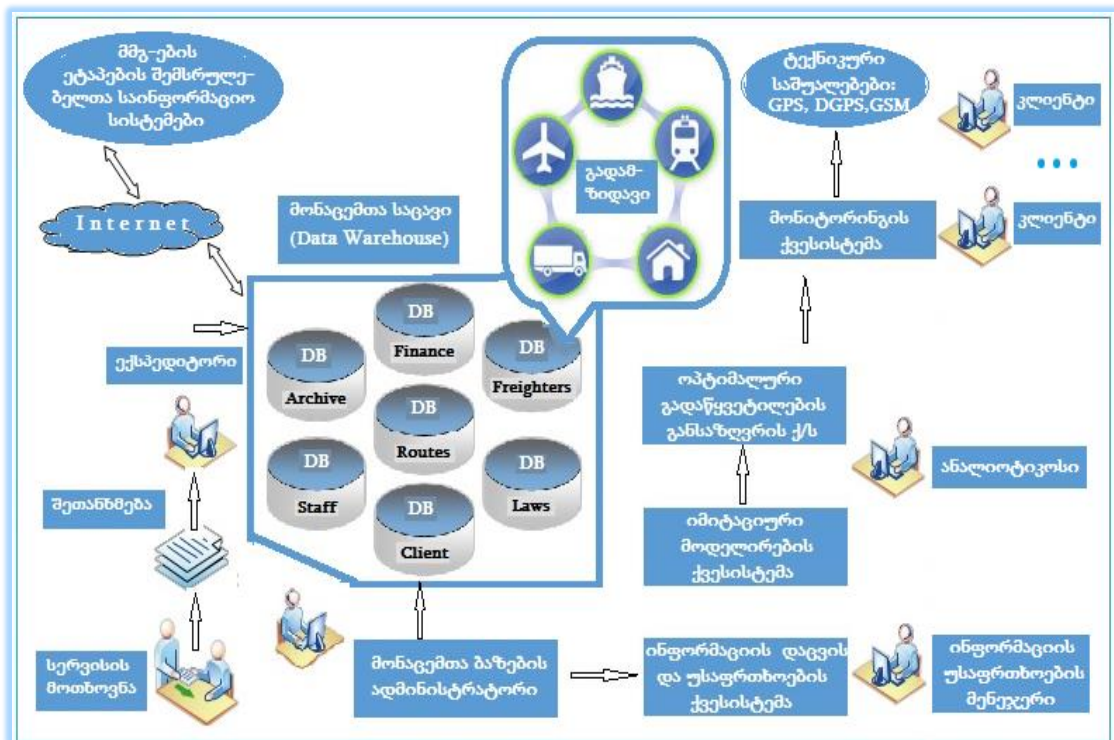 მმგ-ების
ეტაპების შემსრულე-
ბელთა საინფორმაციო
სისტემები
Internet
მონაცემთა საცავი
(Data Warehouse)
გადამ-
ზიდავი
ტექნიკური
საშუალებები:
GPS, DGPS,GSM
კლიენტი
...
კლიენტი
მონიტორინგის
ქვესისტემა
ექსპედიტორი
DB
Finance
DB
Archive
DB
Freighters
DB
Routes
DB
Staff
DB
Laws
DB
Client
ოპტიმალური
გადაწყვეტილების
განსაზღვრის ქ/ს
ანალიოტიკოსი
შეთანხმება
იმიტაციური
მოდელირების
ქვესისტემა
სერვისის
მოთხოვნა
მონაცემთა ბაზების
ადმინისტრატორი
ინფორმაციის დაცვის
და უსაფრთხოების
ქვესისტემა
ინფორმაციის
უსაფრთხოების
მენეჯერი